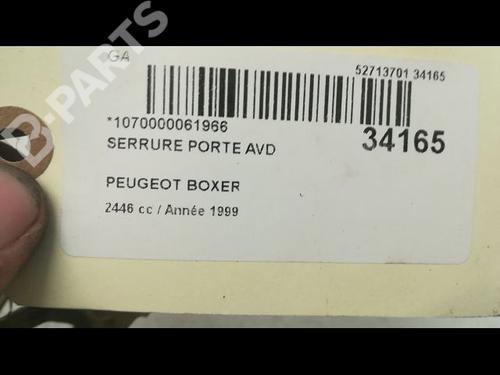 B-PARTS
GA
52713701 34165
*1070000061966
34165
SERRURE PORTE AVD
PEUGEOT BOXER
2446 cc / Année 1999